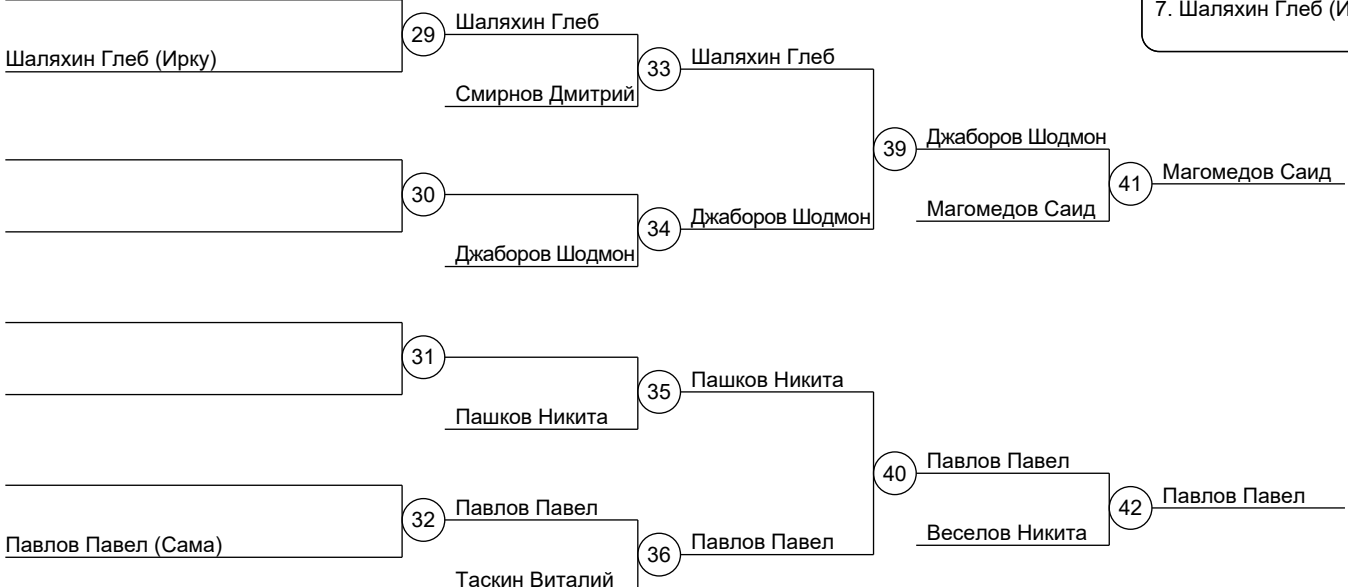 7. Шаляхин Глеб (И
29
Шаляхин Глеб
Шаляхин Глеб (Ирку)
33
Шаляхин Глеб
Смирнов Дмитрий
39
Джаборов Шодмон
30
41
Магомедов Саид
34
Джаборов Шодмон
Магомедов Саид
Джаборов Шодмон
31
35
Пашков Никита
Пашков Никита
40
Павлов Павел
32
Павлов Павел
42
Павлов Павел
Павлов Павел (Сама)
36
Павлов Павел
Веселов Никита
Таскин Виталий